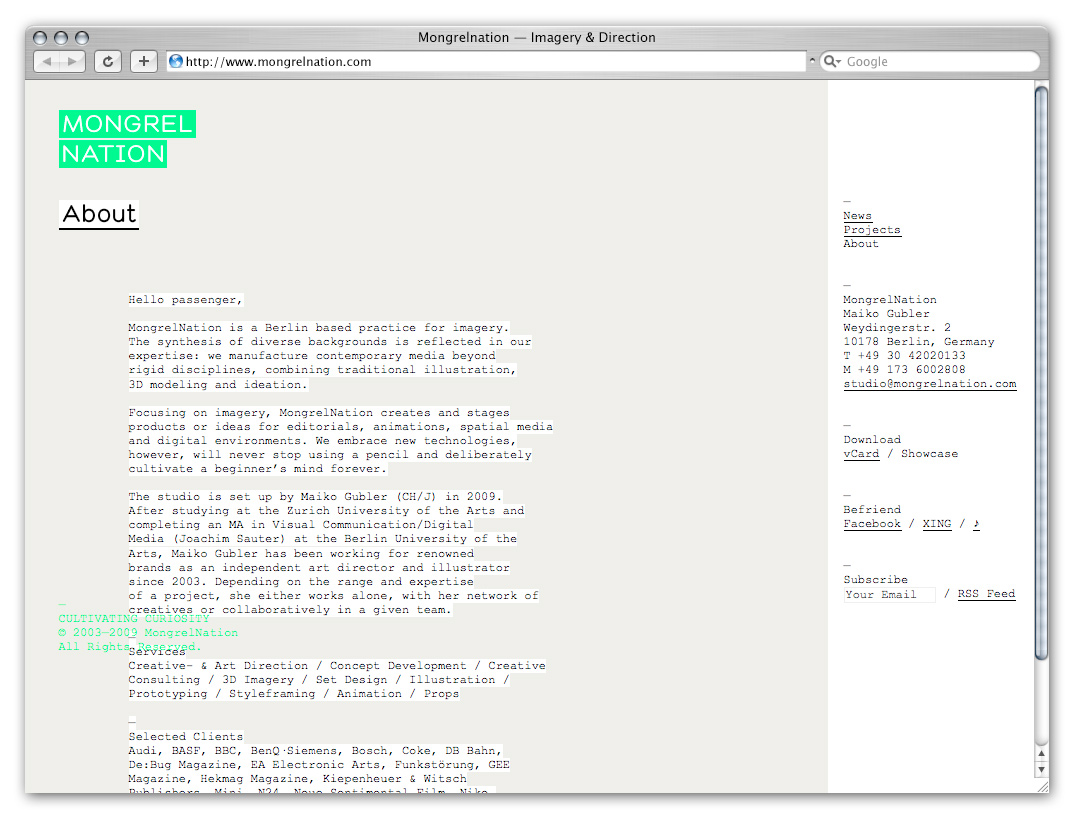 Mongrelnation — Imagery & Direction
http://www.mongrelnation.com
Google
MONGREL
NATION
About
Hello passenger,
MongrelNation is a Berlin based practice for imagery.
The synthesis of diverse backgrounds is reflected in our
expertise: we manufacture contemporary media beyond
rigid disciplines, combining traditional illustration,
3D modeling and ideation.
Focusing on imagery, MongrelNation creates and stages
products or ideas for editorials, animations, spatial media
and digital environments. We embrace new technologies,
however, will never stop using a pencil and deliberately
cultivate a beginner’s mind forever.
The studio is set up by Maiko Gubler (CH/J) in 2009.
After studying at the Zurich University of the Arts and
completing an MA in Visual Communication/Digital
Media (Joachim Sauter) at the Berlin University of the
Arts, Maiko Gubler has been working for renowned
brands as an independent art director and illustrator
since 2003. Depending on the range and expertise
of a project, she either works alone, with her network of
creatives or collaboratively in a given team.
—
Services
Creative- & Art Direction / Concept Development / Creative
Consulting / 3D Imagery / Set Design / Illustration /
Prototyping / Styleframing / Animation / Props
—
Selected Clients
Audi, BASF, BBC, BenQ·Siemens, Bosch, Coke, DB Bahn,
De:Bug Magazine, EA Electronic Arts, Funkstörung, GEE
Magazine, Hekmag Magazine, Kiepenheuer & Witsch
Publishers, Mini, N24, Neue Sentimental Film, Nike,
—
CULTIVATING CURIOSITY
© 2003—2009 MongrelNation
All Rights Reserved.
—
News
Projects
About
—
MongrelNation
Maiko Gubler
Weydingerstr. 2
10178 Berlin, Germany
T +49 30 42020133
M +49 173 6002808
studio@mongrelnation.com
—
Download
vCard / Showcase
—
Befriend
Facebook / XING / ♪
—
Subscribe
Your Email / RSS Feed